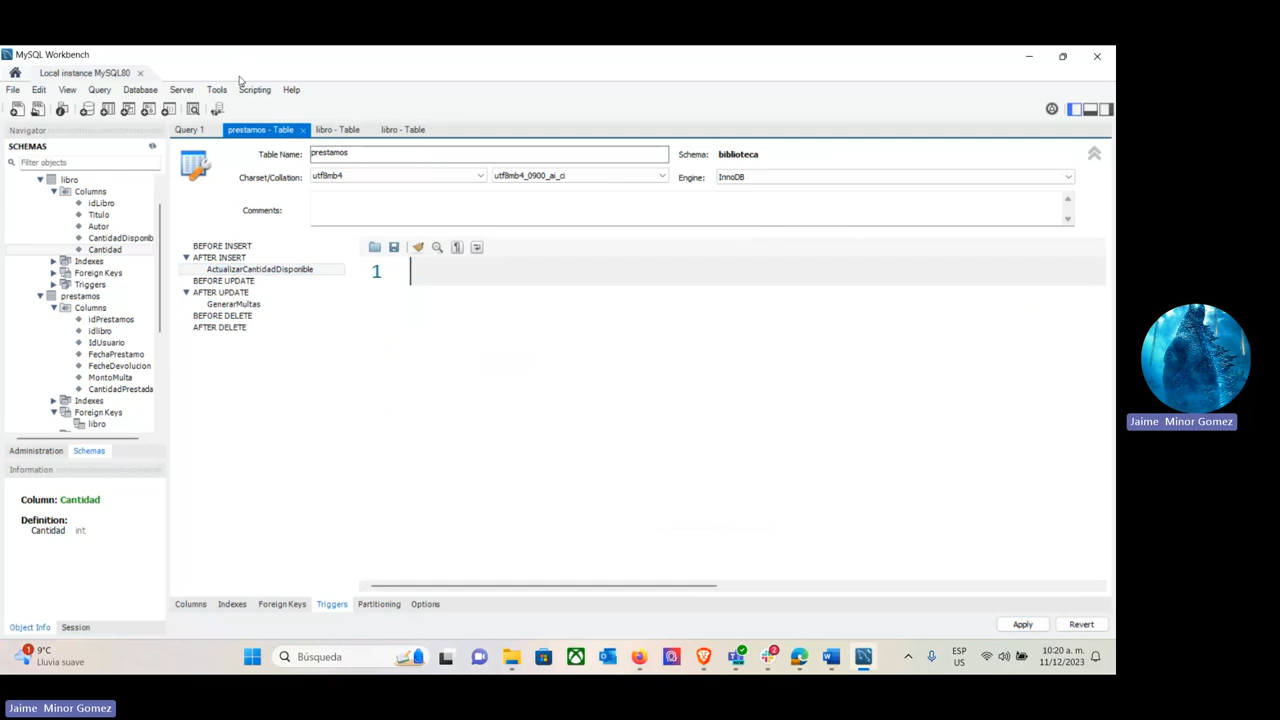 MySQL Workbench
Local instance MySQL80
File Edit View Query Database Server Tools Scripting Help
Navigator
SCHEMAS
Filter objects
libro
Columns
idLibro
Titulo
Autor
CantidadDisponib
Cantidad
Indexes
Foreign Keys
Triggers
prestamos
Columns
idPrestamos
idlibro
IdUsuario
FechaPrestamo
FecheDevolucion
MontoMulta
CantidadPrestada
Indexes
Foreign Keys
libro
Administration Schemas
Information
Column: Cantidad
Definition:
Cantidad int
Object Info Session
Query 1 prestamos - Table libro - Table libro - Table
Table Name: prestamos Schema: biblioteca
Charset/Collation: utf8mb4 utf8mb4_0900_ai_ci Engine: InnoDB
Comments:
BEFORE INSERT
AFTER INSERT
ActualizarCantidadDisponible
BEFORE UPDATE
AFTER UPDATE
GenerarMultas
BEFORE DELETE
AFTER DELETE
1
Columns Indexes Foreign Keys Triggers Partitioning Options
Apply Revert
1 9°C
Lluvia suave
Búsqueda
2
ESP
US
10:20 a. m.
11/12/2023
Jaime Minor Gomez
Jaime Minor Gomez